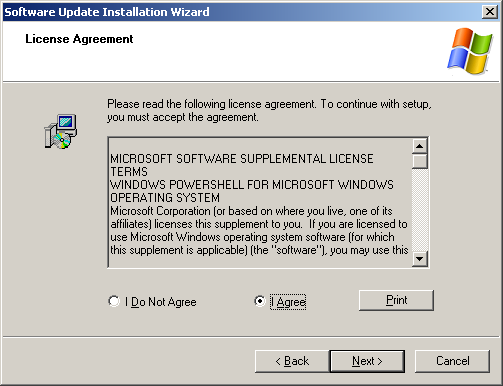 Software Update Installation Wizard
License Agreement
Please read the following license agreement. To continue with setup,
you must accept the agreement.
MICROSOFT SOFTWARE SUPPLEMENTAL LICENSE
TERMS
WINDOWS POWERSHELL FOR MICROSOFT WINDOWS
OPERATING SYSTEM
Microsoft Corporation (or based on where you live, one of its
affiliates) licenses this supplement to you.  If you are licensed to
use Microsoft Windows operating system software (for which
this supplement is applicable) (the "software"), you may use this
I Do Not Agree
I Agree
Print
< Back
Next >
Cancel